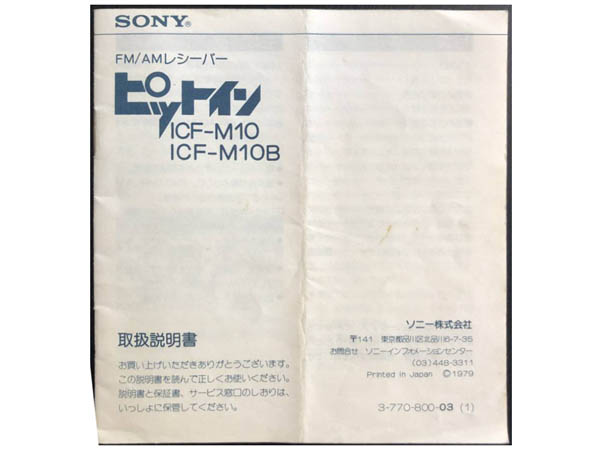 SONY®
FM/AMレシーバー
ピットイン
ICF-M10
ICF-M10B
取扱説明書
お買い上げいただきありがとうございます。
この説明書を読んで正しくお使いください。
説明書と保証書、サービス窓口のしおりは、
いっしょに保管してください。
ソニー株式会社
〒141 東京都品川区北品川6-7-35
お問合せ ソニーインフォメーションセンター
(03)448-3311
Printed in Japan ©1979
3-770-800-03 (1)